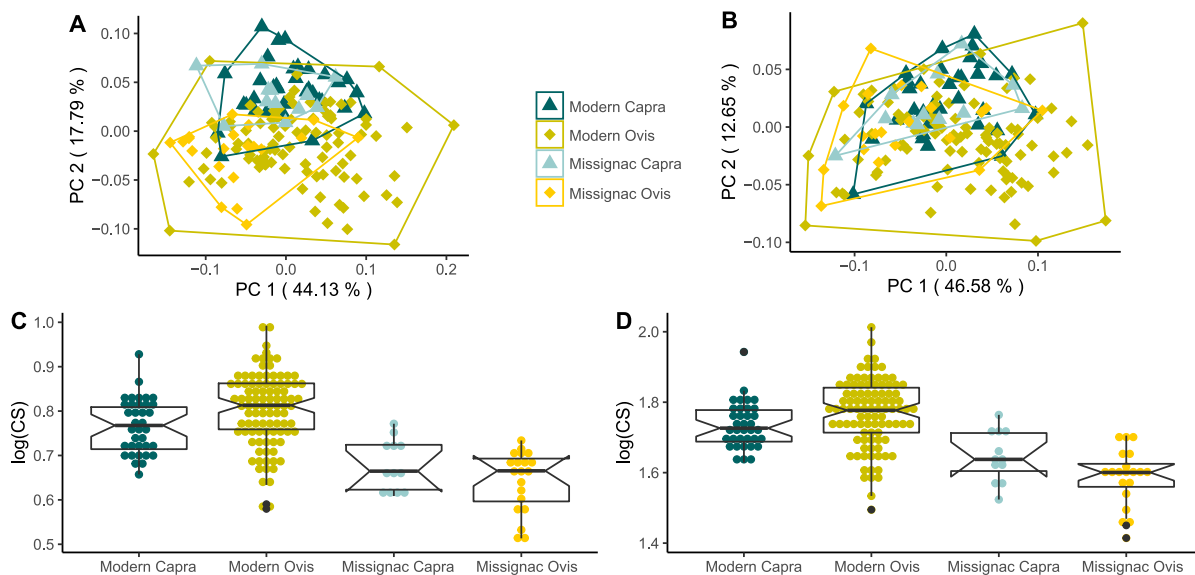 A
PC 2 ( 17.79 % )
0.10
0.05
0.00
−0.05
−0.10
−0.1
0.0
0.1
0.2
PC 1 ( 44.13 % )
Modern Capra
Modern Ovis
Missignac Capra
Missignac Ovis
B
PC 2 ( 12.65 % )
0.05
0.00
−0.05
−0.10
−0.1
0.0
0.1
PC 1 ( 46.58 % )
C
log(CS)
1.0
0.9
0.8
0.7
0.6
0.5
Modern Capra
Modern Ovis
Missignac Capra
Missignac Ovis
D
log(CS)
2.0
1.8
1.6
1.4
Modern Capra
Modern Ovis
Missignac Capra
Missignac Ovis